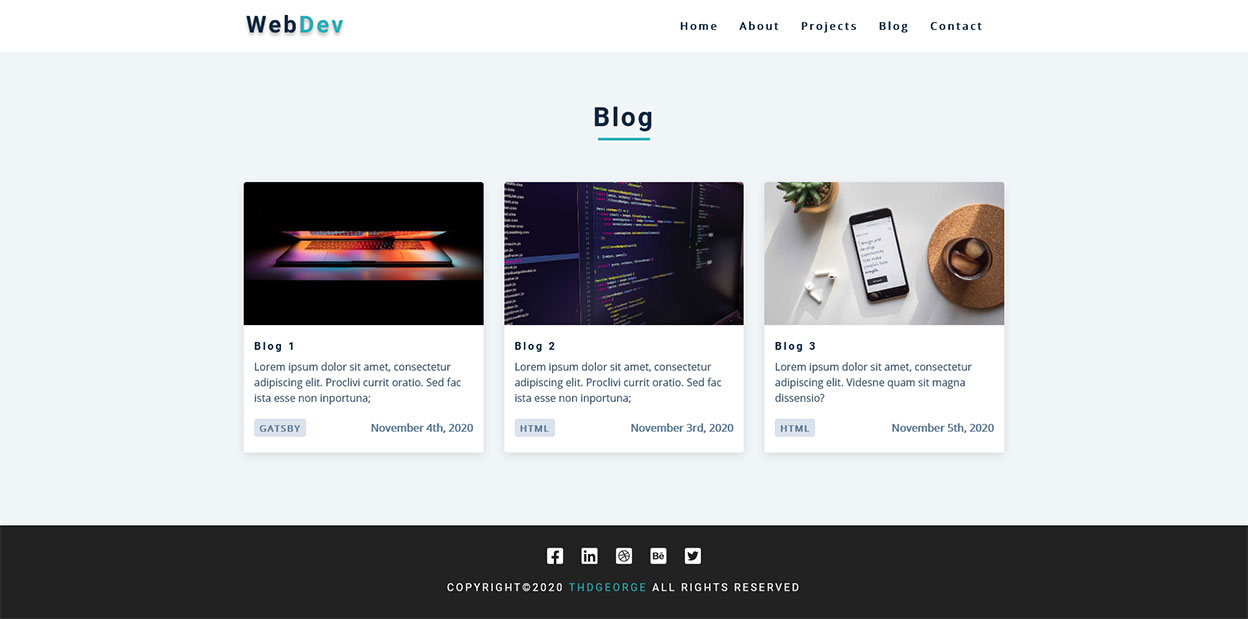 WebDev
Home About Projects Blog Contact
Blog
Blog 1
Lorem ipsum dolor sit amet, consectetur
adipiscing elit. Proclivi currit oratio. Sed fac
ista esse non inportuna;
GATSBY November 4th, 2020
Blog 2
Lorem ipsum dolor sit amet, consectetur
adipiscing elit. Proclivi currit oratio. Sed fac
ista esse non inportuna;
HTML November 3rd, 2020
Blog 3
Lorem ipsum dolor sit amet, consectetur
adipiscing elit. Videsne quam sit magna
dissensio?
HTML November 5th, 2020
Bē
COPYRIGHT©2020 THDGEORGE ALL RIGHTS RESERVED